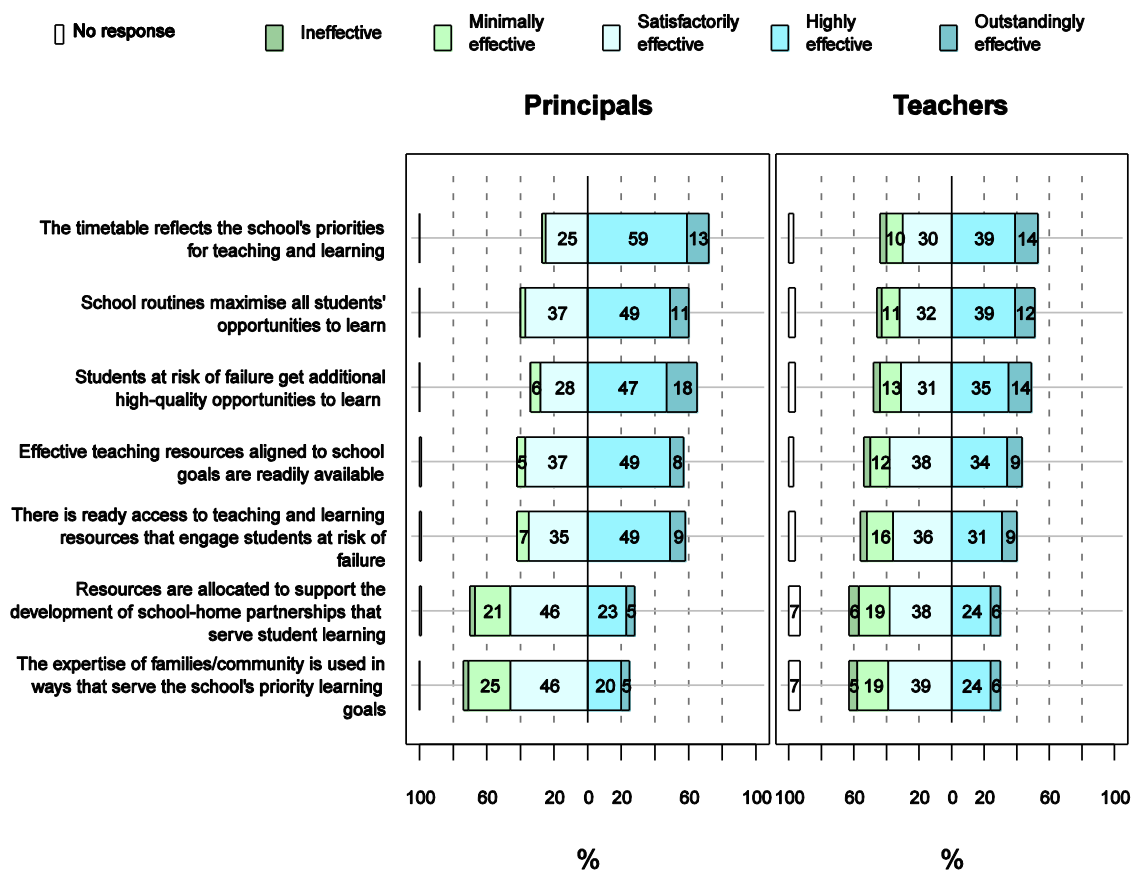 No response
Ineffective
Minimally
effective
Satisfactorily
effective
Highly
effective
Outstandingly
effective
Principals
Teachers
The timetable reflects the school's priorities
for teaching and learning
25 59 13
10 30 39 14
School routines maximise all students'
opportunities to learn
37 49 11
11 32 39 12
Students at risk of failure get additional
high-quality opportunities to learn
6 28 47 18
13 31 35 14
Effective teaching resources aligned to school
goals are readily available
5 37 49 8
12 38 34 9
There is ready access to teaching and learning
resources that engage students at risk of
failure
7 35 49 9
16 36 31 9
Resources are allocated to support the
development of school-home partnerships that
serve student learning
21 46 23 5
7 6 19 38 24 6
The expertise of families/community is used in
ways that serve the school's priority learning
goals
25 46 20 5
7 5 19 39 24 6
100 60 20 0 20 60 100
100 60 20 0 20 60 100
%
%